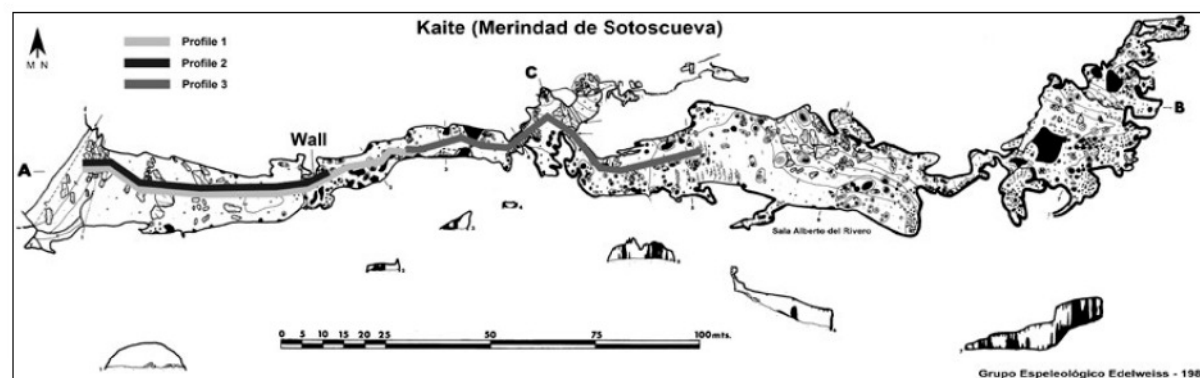 Kaite (Merindad de Sotoscueva)
M N
Profile 1
Profile 2
Profile 3
C
B
Wall
A
Sala Alberto del Rivero
0 5 10 15 20 25 50 75 100 mts.
Grupo Espeleológico Edelweiss - 198